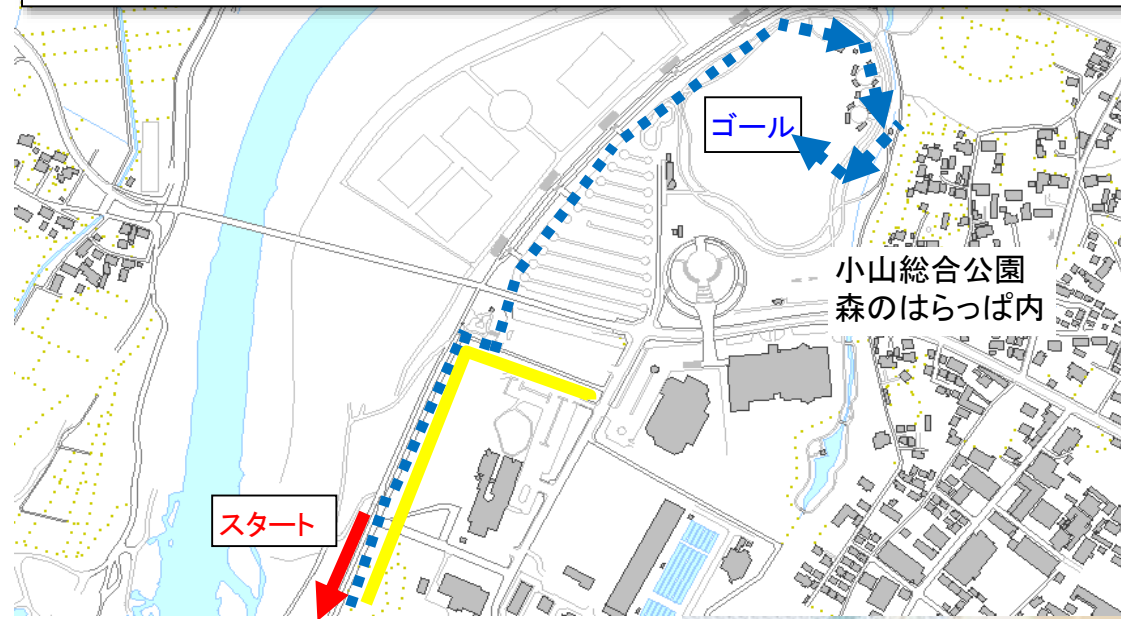 ゴール
小山総合公園
森のはらっぱ内
スタート